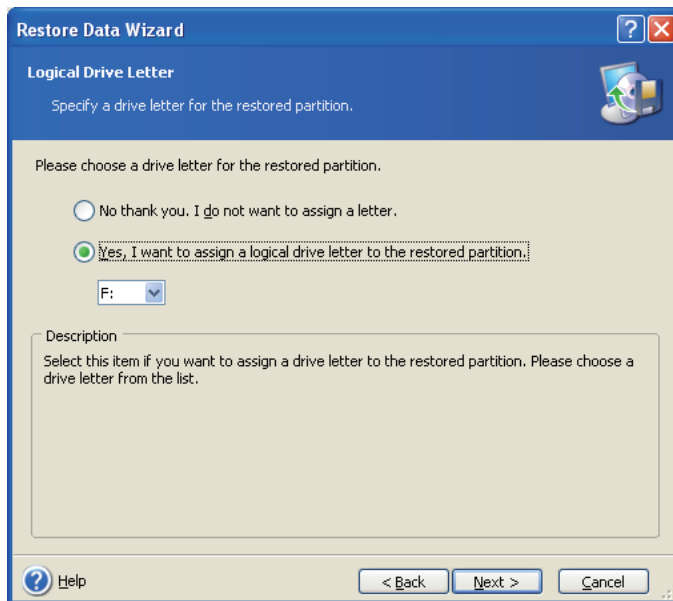 Restore Data Wizard
Logical Drive Letter
Specify a drive letter for the restored partition.
Please choose a drive letter for the restored partition.
No thank you. I do not want to assign a letter.
Yes, I want to assign a logical drive letter to the restored partition.
F:
Description
Select this item if you want to assign a drive letter to the restored partition. Please choose a
drive letter from the list.
Help
< Back
Next >
Cancel